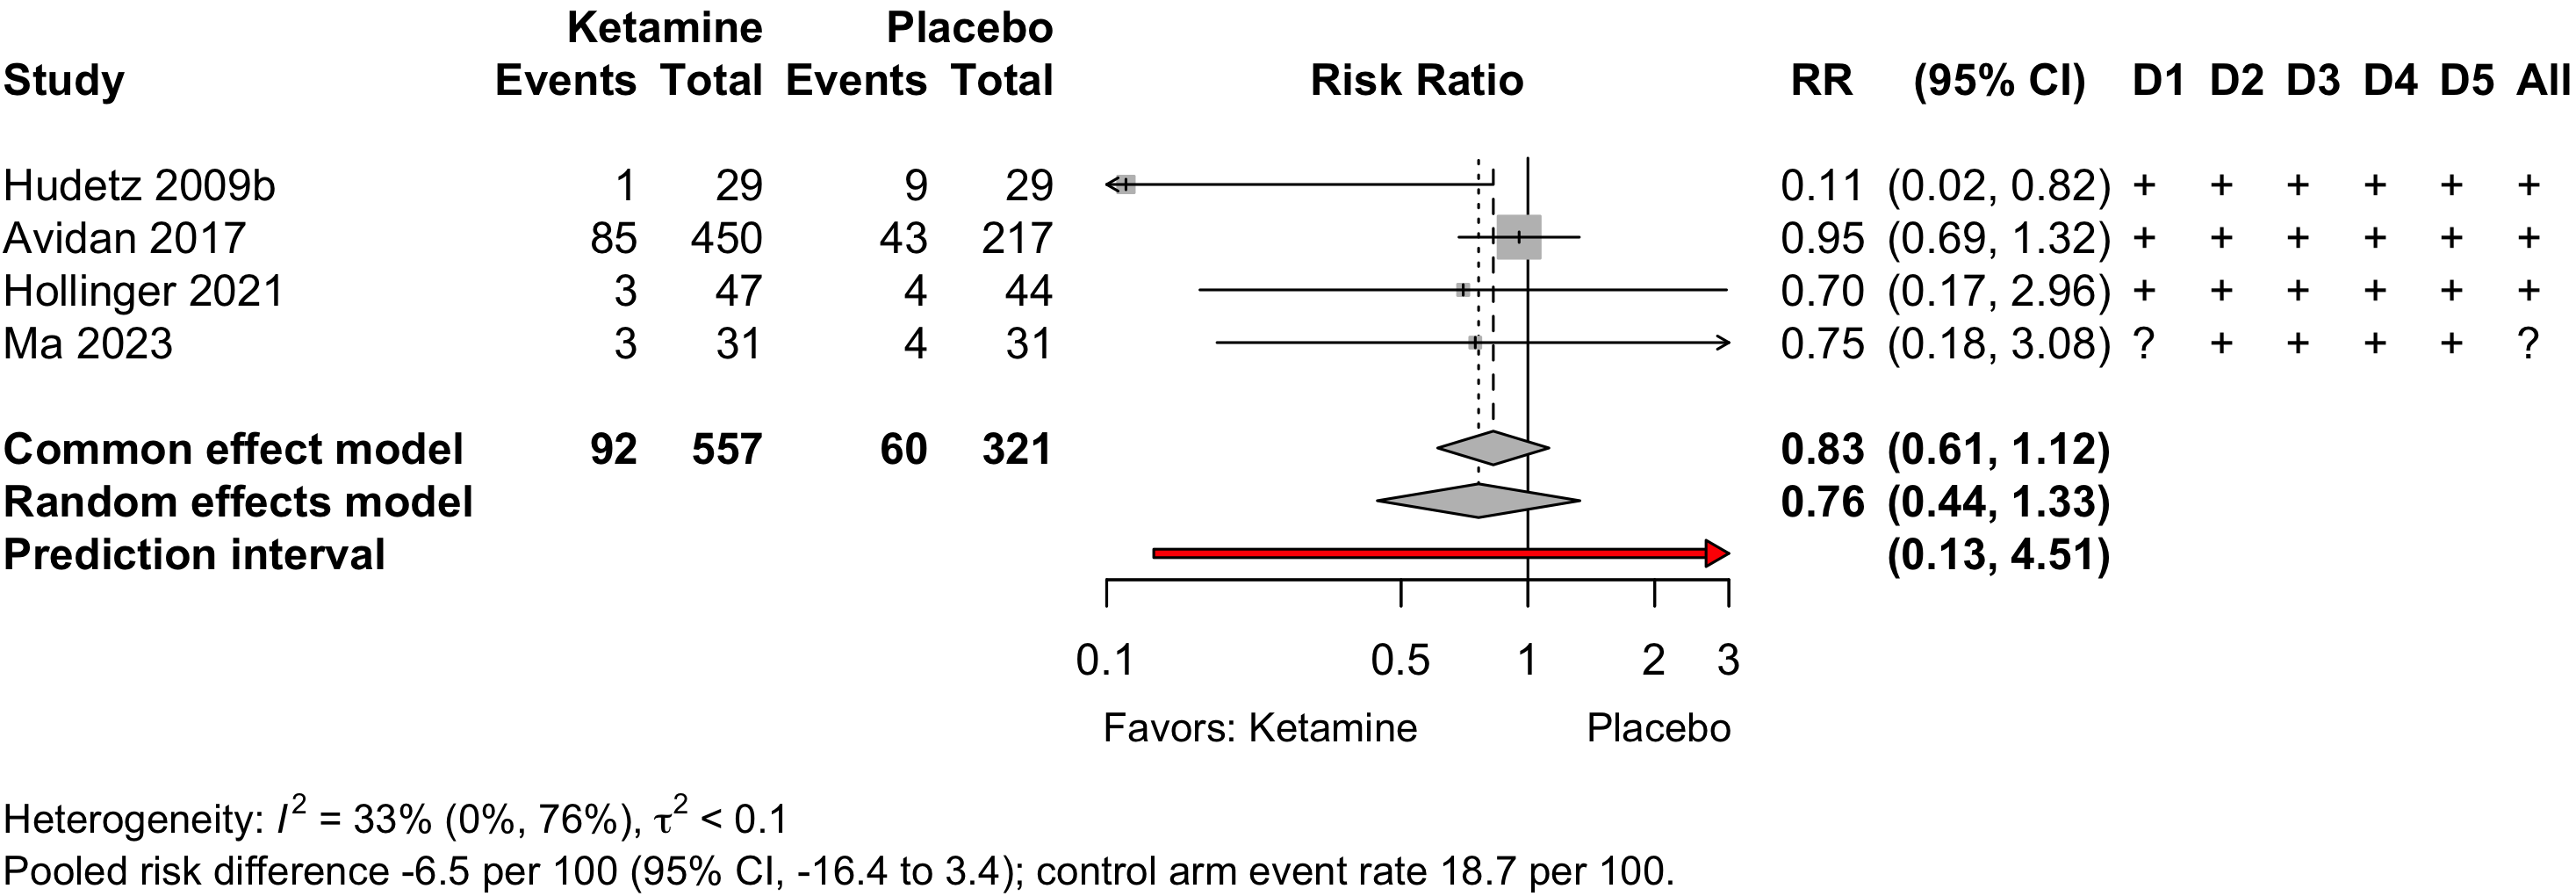 Ketamine Placebo
Study Events Total Events Total Risk Ratio RR (95% CI) D1 D2 D3 D4 D5 All
Hudetz 2009b 1 29 9 29 0.11 (0.02, 0.82) + + + + + +
Avidan 2017 85 450 43 217 0.95 (0.69, 1.32) + + + + + +
Hollinger 2021 3 47 4 44 0.70 (0.17, 2.96) + + + + + +
Ma 2023 3 31 4 31 0.75 (0.18, 3.08) ? + + + + ?
Common effect model 92 557 60 321 0.83 (0.61, 1.12)
Random effects model 0.76 (0.44, 1.33)
Prediction interval (0.13, 4.51)
0.1 0.5 1 2 3
Favors: Ketamine Placebo
Heterogeneity: I² = 33% (0%, 76%), τ² < 0.1
Pooled risk difference -6.5 per 100 (95% CI, -16.4 to 3.4); control arm event rate 18.7 per 100.